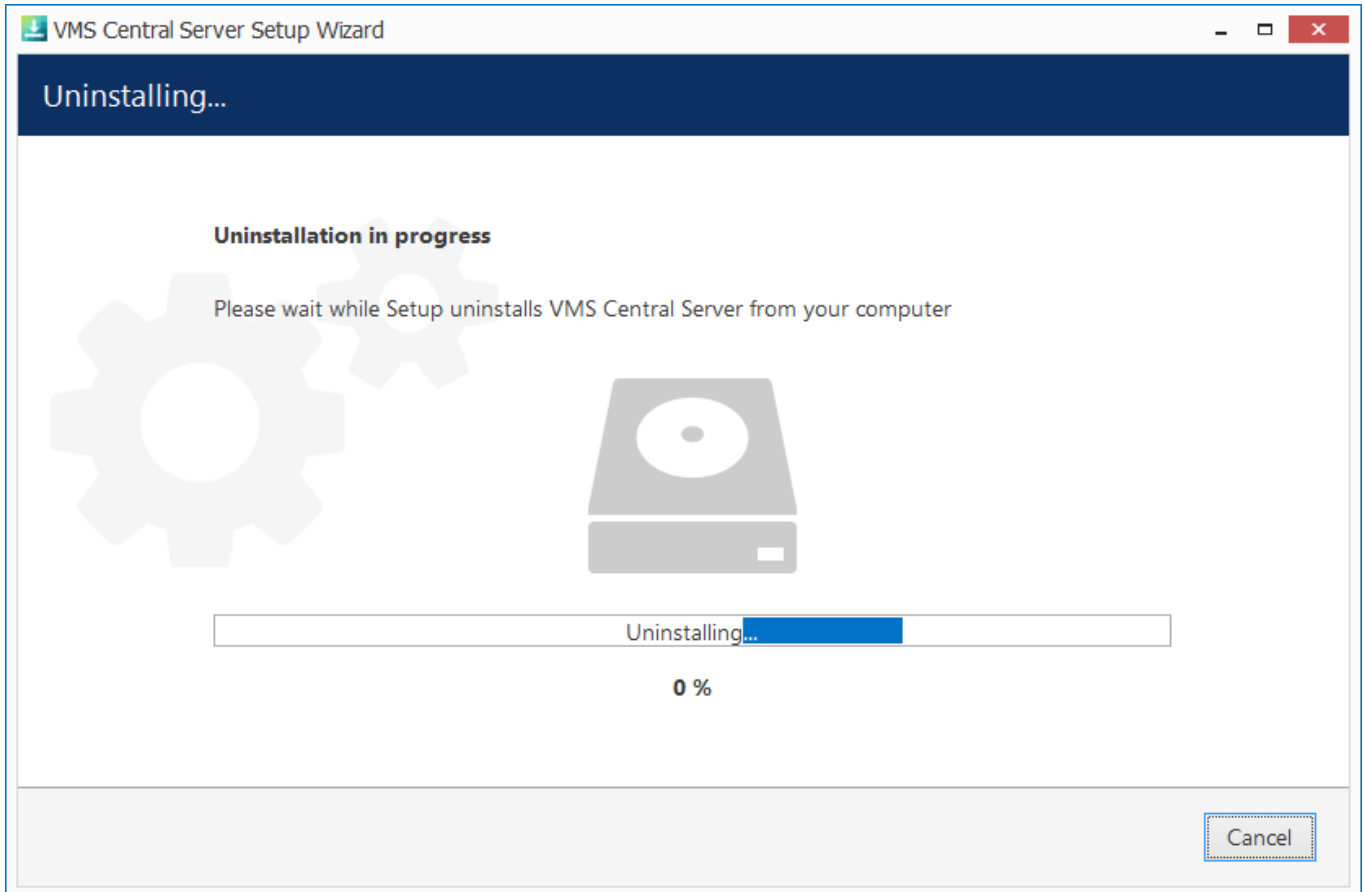 VMS Central Server Setup Wizard
Uninstalling...
Uninstallation in progress
Please wait while Setup uninstalls VMS Central Server from your computer
Uninstalling...
0 %
Cancel